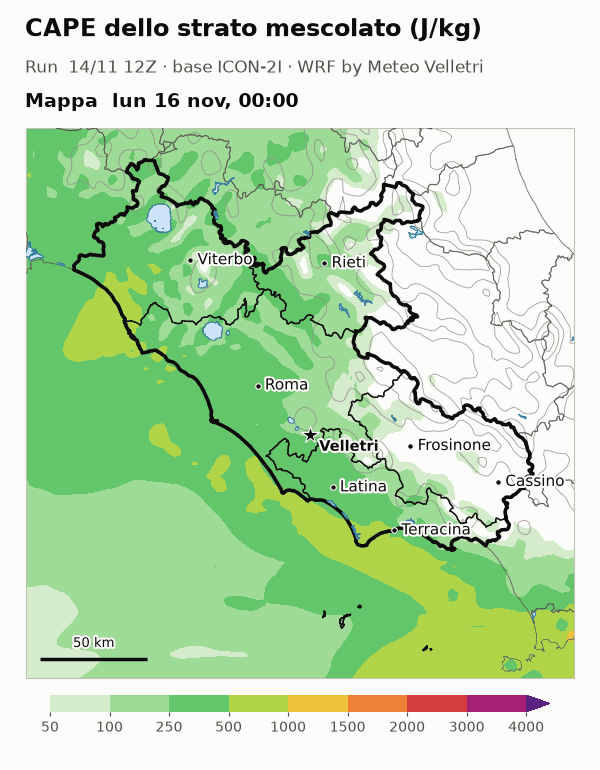 CAPE dello strato mescolato (J/kg)
Run  14/11 12Z · base ICON-2I · WRF by Meteo Velletri
Mappa  lun 16 nov, 00:00
Viterbo
Rieti
Roma
Velletri
Frosinone
Latina
Cassino
Terracina
50 km
50 100 250 500 1000 1500 2000 3000 4000